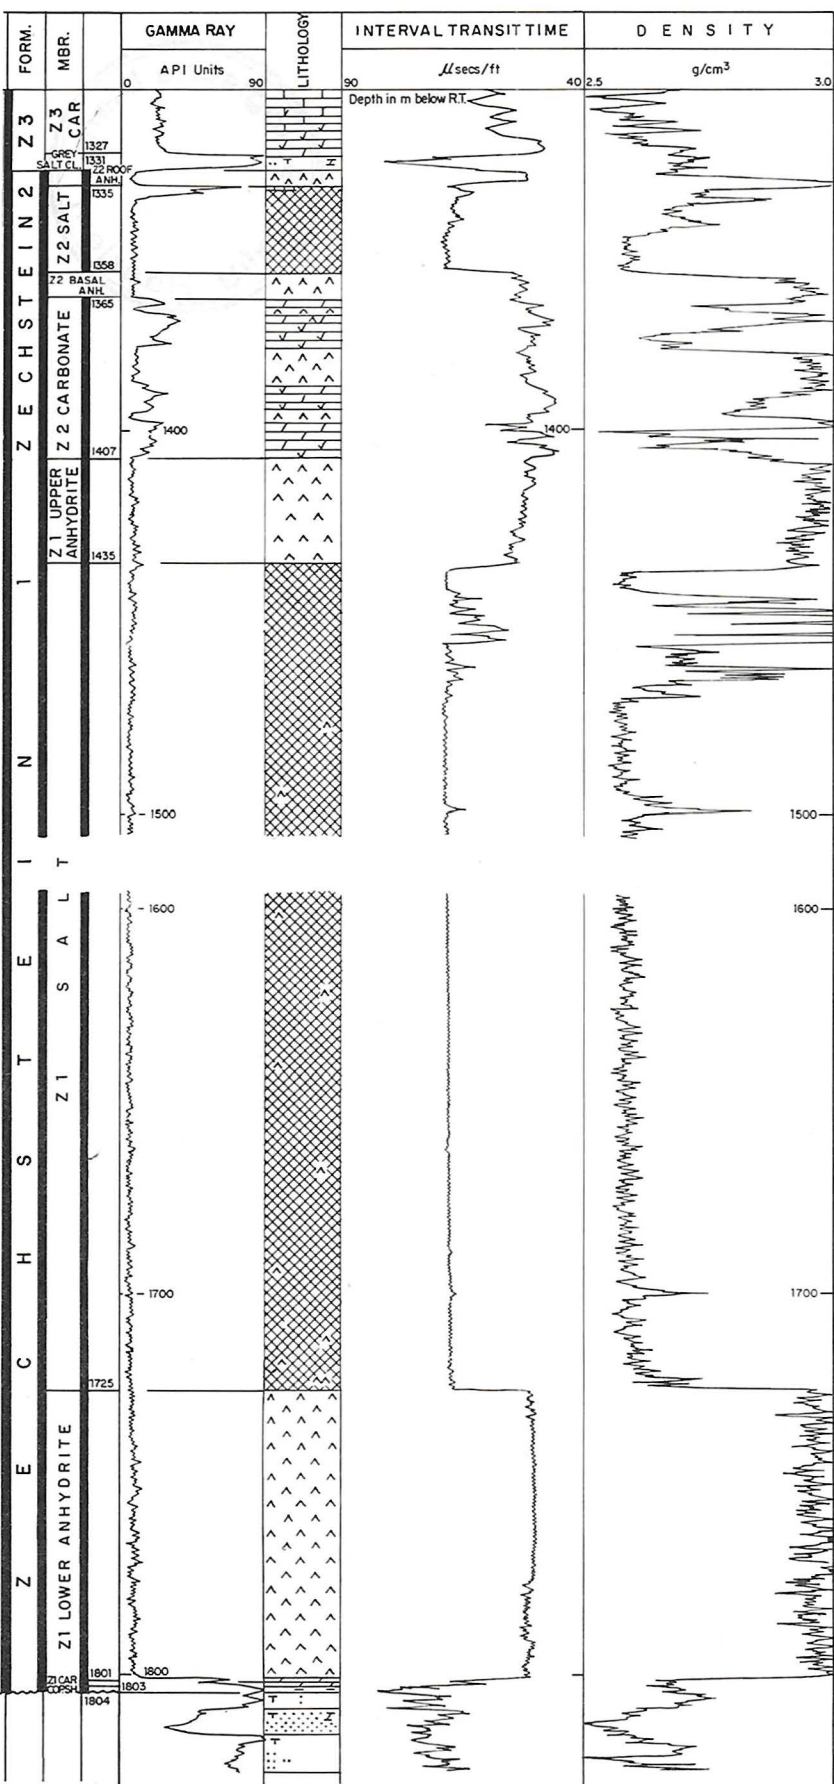 FORM.
MBR.
GAMMA RAY
LITHOLOGY
INTERVAL TRANSIT TIME
DENSITY
API Units
μsecs/ft
g/cm³
0
90
90
40
2.5
3.0
Depth in m below R.T.
Z3
Z3 CAR
1327
GREY SALT CL.
1331
Z2 ROOF ANH.
1335
ZECHSTEIN 2
Z2 SALT
1358
Z2 BASAL ANH.
1365
Z2 CARBONATE
1400
1400
1407
Z1 UPPER ANHYDRITE
1435
ZECHSTEIN 1
Z1 SALT
1500
1500
1600
1600
1700
1700
1725
Z1 LOWER ANHYDRITE
1801
1800
Z1 CAR
1803
COP.SH.
1804